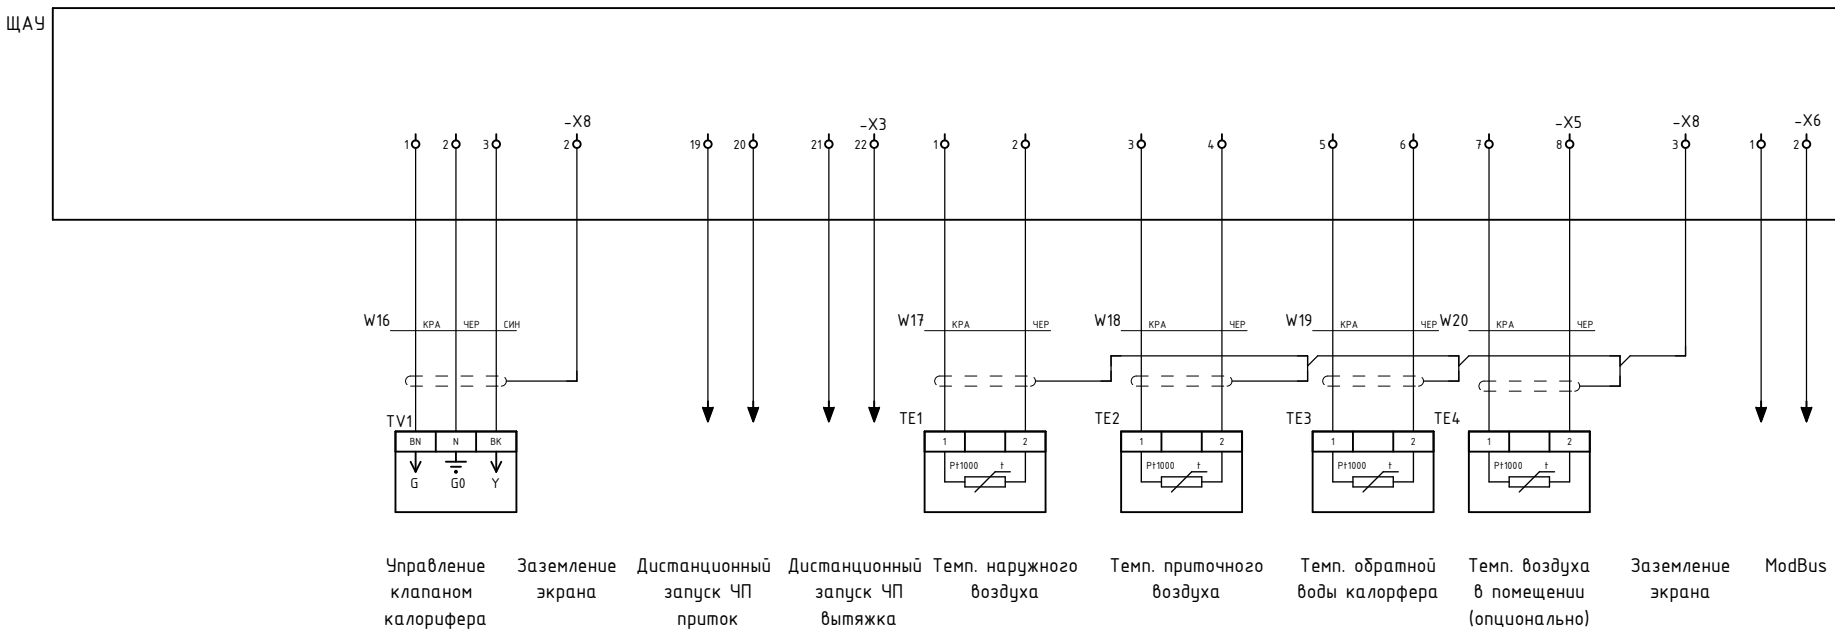 ЩАУ
-X8 -X3 -X5 -X8 -X6
1 2 3 2 19 20 21 22 1 2 3 4 5 6 7 8 3 1 2
W16 КРА ЧЕР СИН W17 КРА ЧЕР W18 КРА ЧЕР W19 КРА ЧЕР W20 КРА ЧЕР
TV1 TE1 TE2 TE3 TE4
BN N BK 1 2 1 2 1 2 1 2
Pt1000 t Pt1000 t Pt1000 t Pt1000 t
G G0 Y
Управление
клапаном
калорифера
Заземление
экрана
Дистанционный
запуск ЧП
приток
Дистанционный
запуск ЧП
вытяжка
Темп. наружного
воздуха
Темп. приточного
воздуха
Темп. обратной
воды калорфера
Темп. воздуха
в помещении
(опционально)
Заземление
экрана
ModBus